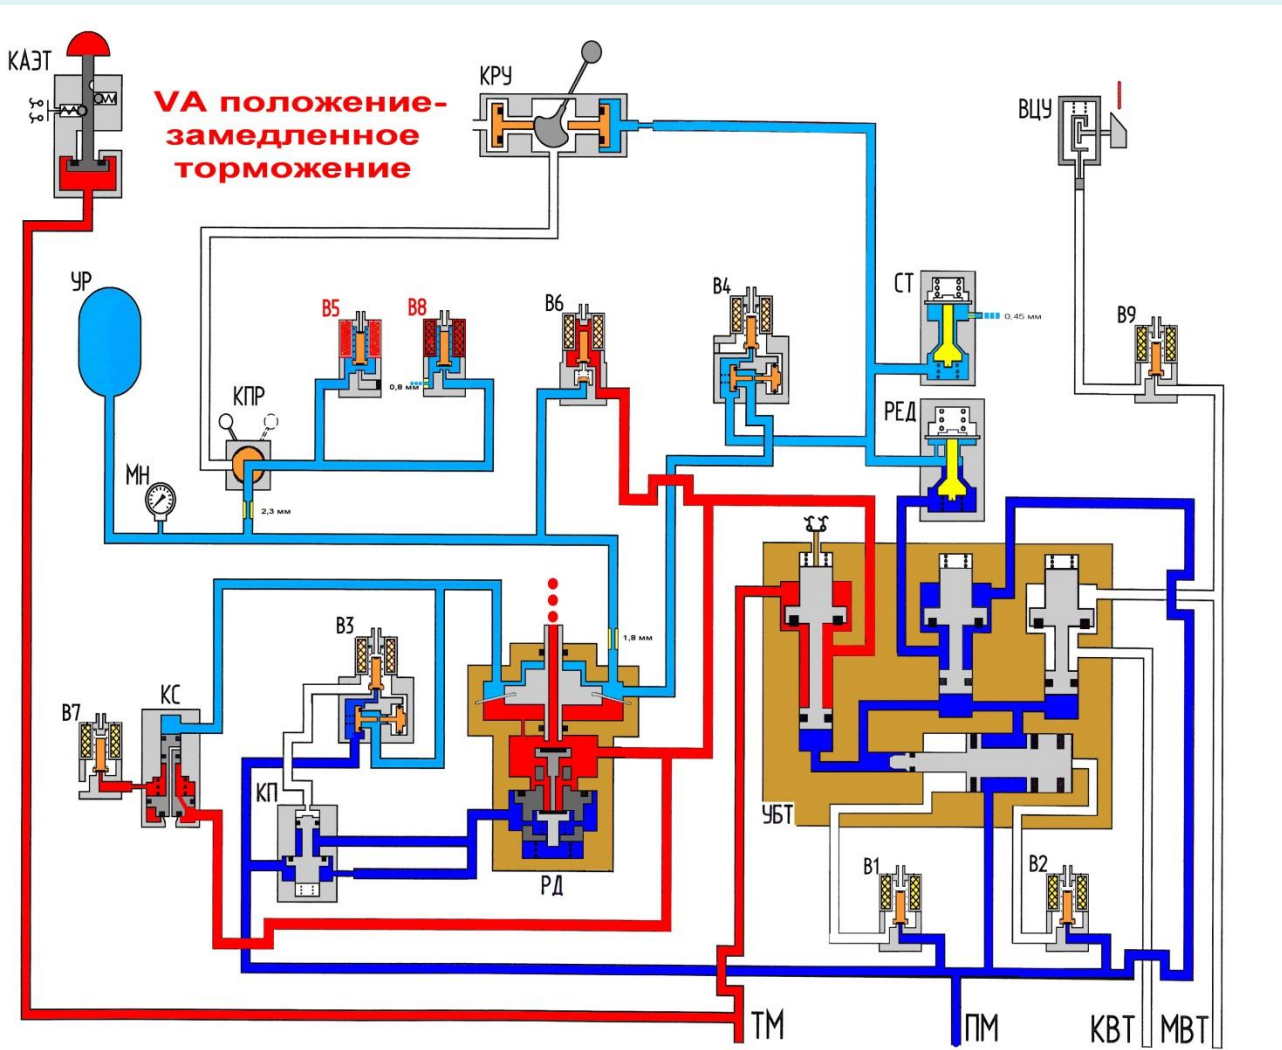 КАЭТ
VA положение-
замедленное
торможение
КРУ
ВЦУ
УР
В5
В8
В6
В4
СТ
0,45 мм
В9
0,8 мм
КПР
РЕД
МН
2,3 мм
В3
1,8 мм
КС
В7
КП
УБТ
РД
В1
В2
ТМ
ПМ
КВТ
МВТ